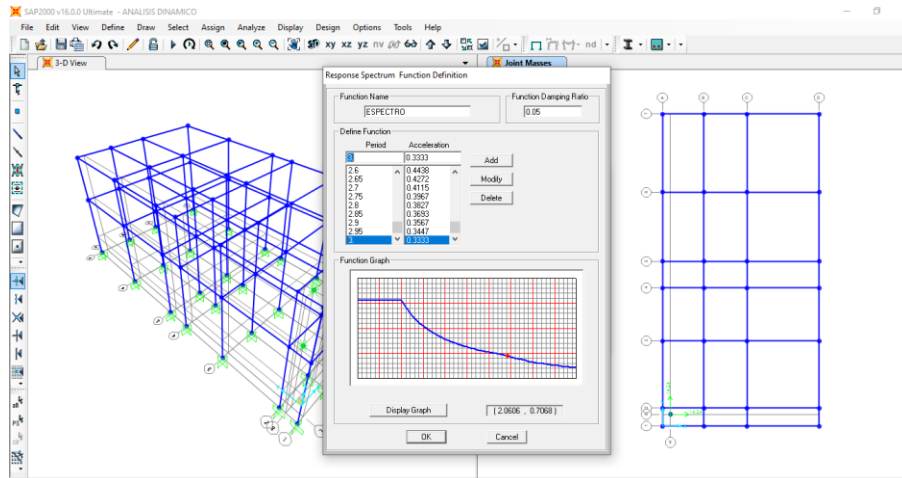 SAP2000 v16.0.0 Ultimate - ANALISIS DINAMICO
File Edit View Define Draw Select Assign Analyze Display Design Options Tools Help
xy xz yz nv
nd
3-D View
Joint Masses
Response Spectrum Function Definition
Function Name
Function Damping Ratio
ESPECTRO
0.05
Define Function
Period Acceleration
3. 0.3333
Add
2.6 0.4438
2.65 0.4272
2.7 0.4115
Modify
2.75 0.3967
2.8 0.3827
Delete
2.85 0.3693
2.9 0.3567
2.95 0.3447
3. 0.3333
Function Graph
Display Graph
( 2.0606 , 0.7068 )
OK
Cancel